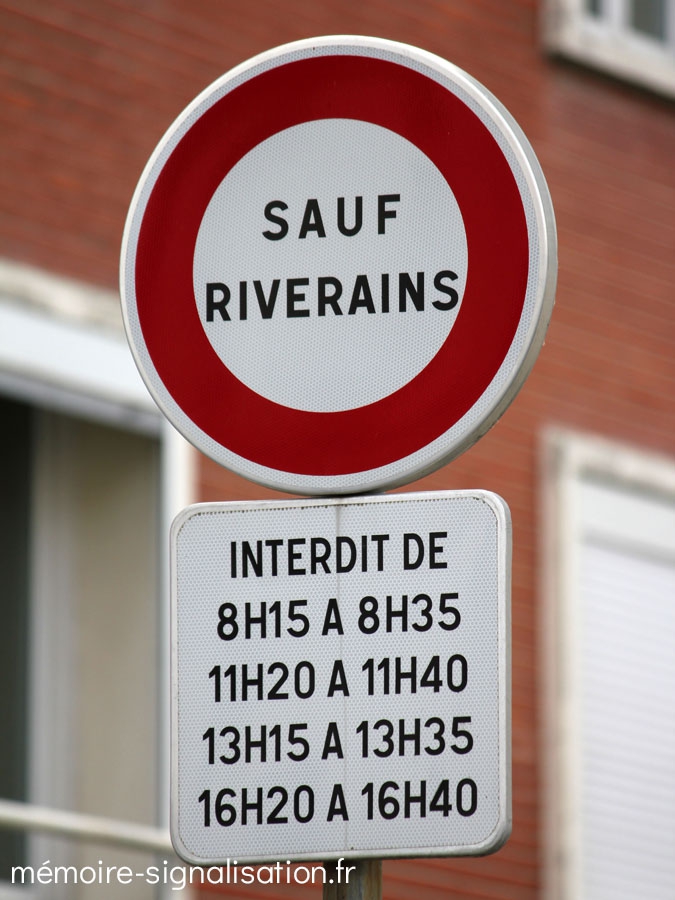 SAUF
RIVERAINS
INTERDIT DE
8H15 A 8H35
11H20 A 11H40
13H15 A 13H35
16H20 A 16H40
mémoire-signalisation.fr